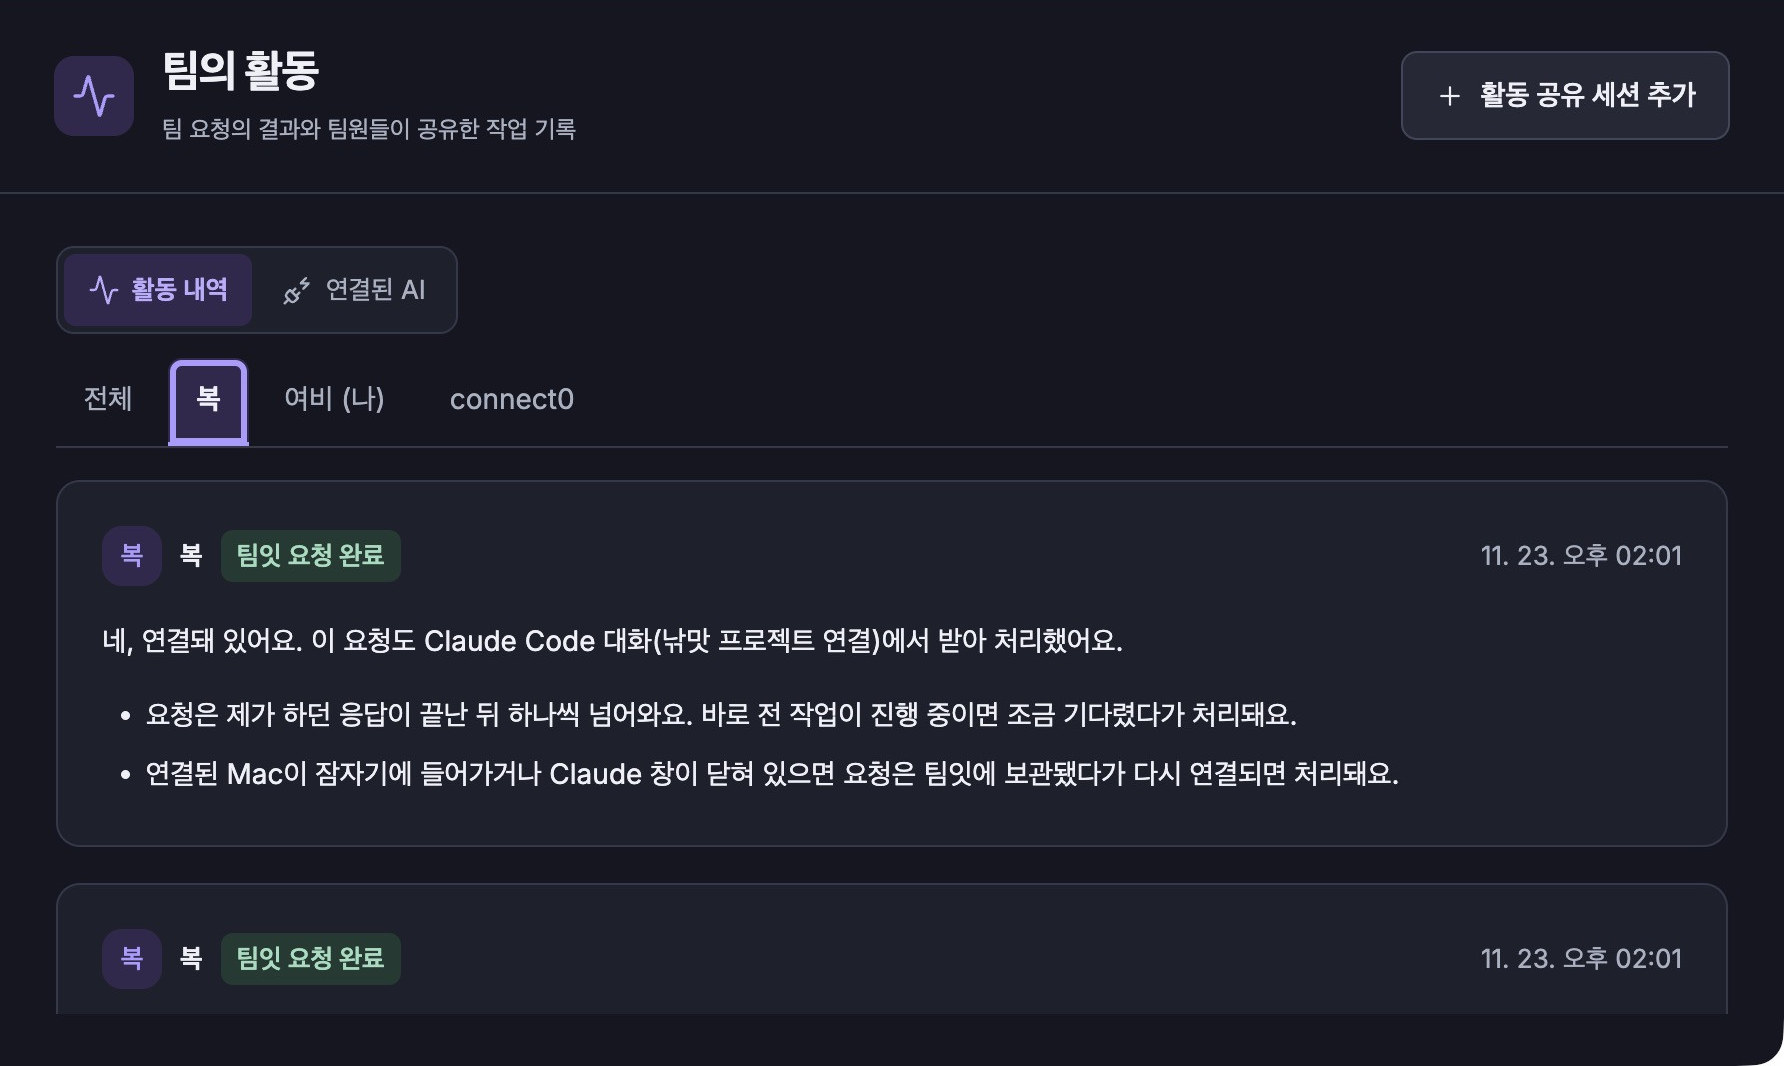 팀의 활동
팀 요청의 결과와 팀원들이 공유한 작업 기록
+ 활동 공유 세션 추가
활동 내역
연결된 AI
전체
복
여비 (나)
connect0
복 복 팀잇 요청 완료
11. 23. 오후 02:01
네, 연결돼 있어요. 이 요청도 Claude Code 대화(낚맛 프로젝트 연결)에서 받아 처리했어요.
• 요청은 제가 하던 응답이 끝난 뒤 하나씩 넘어와요. 바로 전 작업이 진행 중이면 조금 기다렸다가 처리돼요.
• 연결된 Mac이 잠자기에 들어가거나 Claude 창이 닫혀 있으면 요청은 팀잇에 보관됐다가 다시 연결되면 처리돼요.
복 복 팀잇 요청 완료
11. 23. 오후 02:01